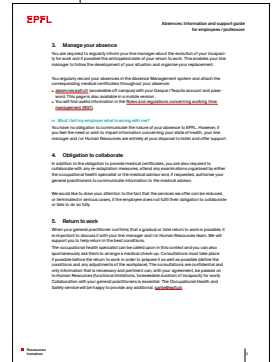 EPFL
Absences: information and support guide
for employees / professors
3. Manage your absence
You are required to regularly inform your line manager about the evolution of your incapaci-
ty for work and if possible the anticipated date of your return to work. This enables your line
manager to follow the development of your situation and organise your replacement.
You regularly record your absences in the Absence Management system and attach the
corresponding medical certificates throughout your absence:
absences.epfl.ch (accessible off campus) with your Gaspar / Tequila account and pass-
word. This page is also available in a mobile version.
You will find useful information in the Rules and regulations concerning working time
management (RGT).
Must I tell my employer what is wrong with me?
You have no obligation to communicate the nature of your absence to EPFL. However, if
you feel the need or wish to impart information concerning your state of health, your line
manager and /or Human Resources are entirely at your disposal to listen and offer support.
4. Obligation to collaborate
In addition to the obligation to provide medical certificates, you are also required to
collaborate with any re-adaptation measures, attend any examinations organised by either
the occupational health specialist or the medical advisor and, if requested, authorise your
general practitioners to communicate information to the medical advisor.
We would like to draw your attention to the fact that the services we offer can be reduced,
or terminated in serious cases, if the employee does not fulfil their obligation to collaborate
or fails to do so fully.
5. Return to work
When your general practitioner confirms that a gradual or total return to work is possible, it
is important to discuss it with your line manager and/or Human Resources team. We will
support you to help return in the best conditions.
The occupational health specialist can be called upon in this context and you can also
spontaneously ask them to arrange a medical check-up. Consultations must take place
if possible before the return to work in order to prepare it as well as possible (define the
conditions and any adjustments of the workplace). The consultations are confidential and
only information that is necessary and pertinent can, with your agreement, be passed on
to Human Resources (functional limitations, foreseeable duration of incapacity for work).
Collaboration with your general practitioners is essential. The Occupational Health and
Safety service will be happy to provide any additional.
Ressources
humaines